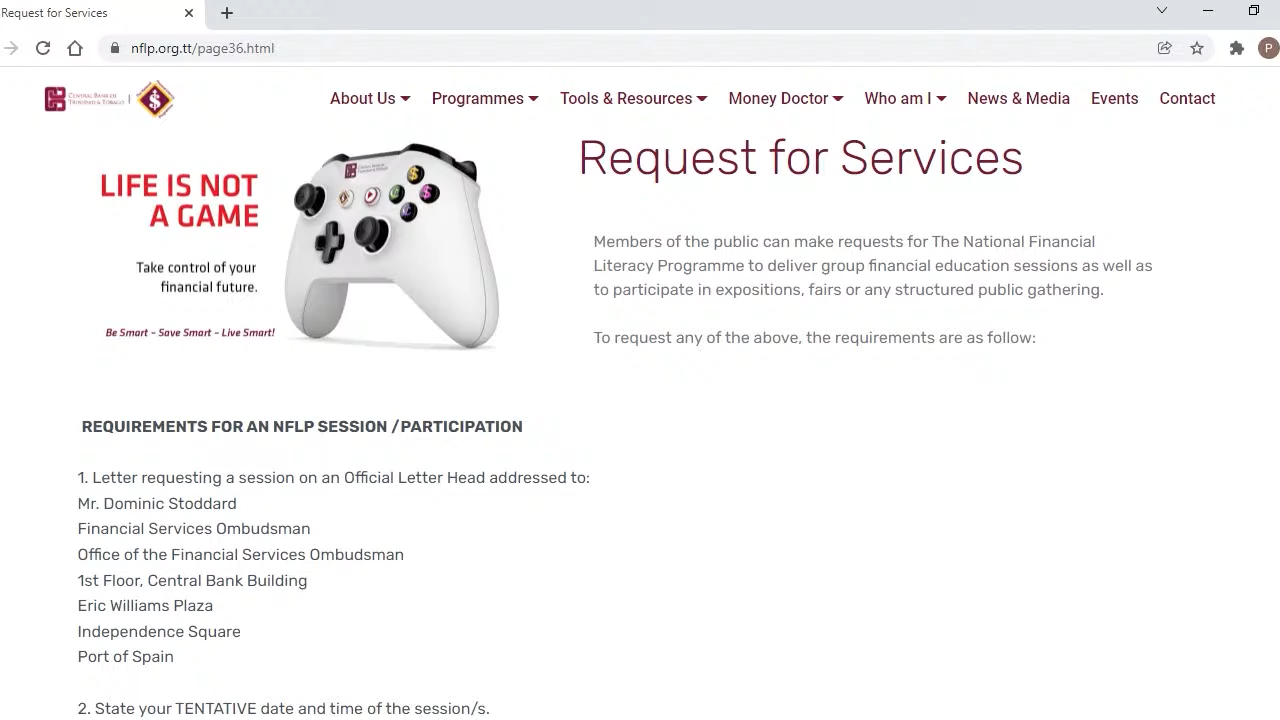 Request for Services
nflp.org.tt/page36.html
P
CENTRAL BANK OF
TRINIDAD & TOBAGO
About Us
Programmes
Tools & Resources
Money Doctor
Who am I
News & Media
Events
Contact
LIFE IS NOT
A GAME
Take control of your
financial future.
Be Smart – Save Smart – Live Smart!
Request for Services
Members of the public can make requests for The National Financial
Literacy Programme to deliver group financial education sessions as well as
to participate in expositions, fairs or any structured public gathering.
To request any of the above, the requirements are as follow:
REQUIREMENTS FOR AN NFLP SESSION /PARTICIPATION
1. Letter requesting a session on an Official Letter Head addressed to:
Mr. Dominic Stoddard
Financial Services Ombudsman
Office of the Financial Services Ombudsman
1st Floor, Central Bank Building
Eric Williams Plaza
Independence Square
Port of Spain
2. State your TENTATIVE date and time of the session/s.